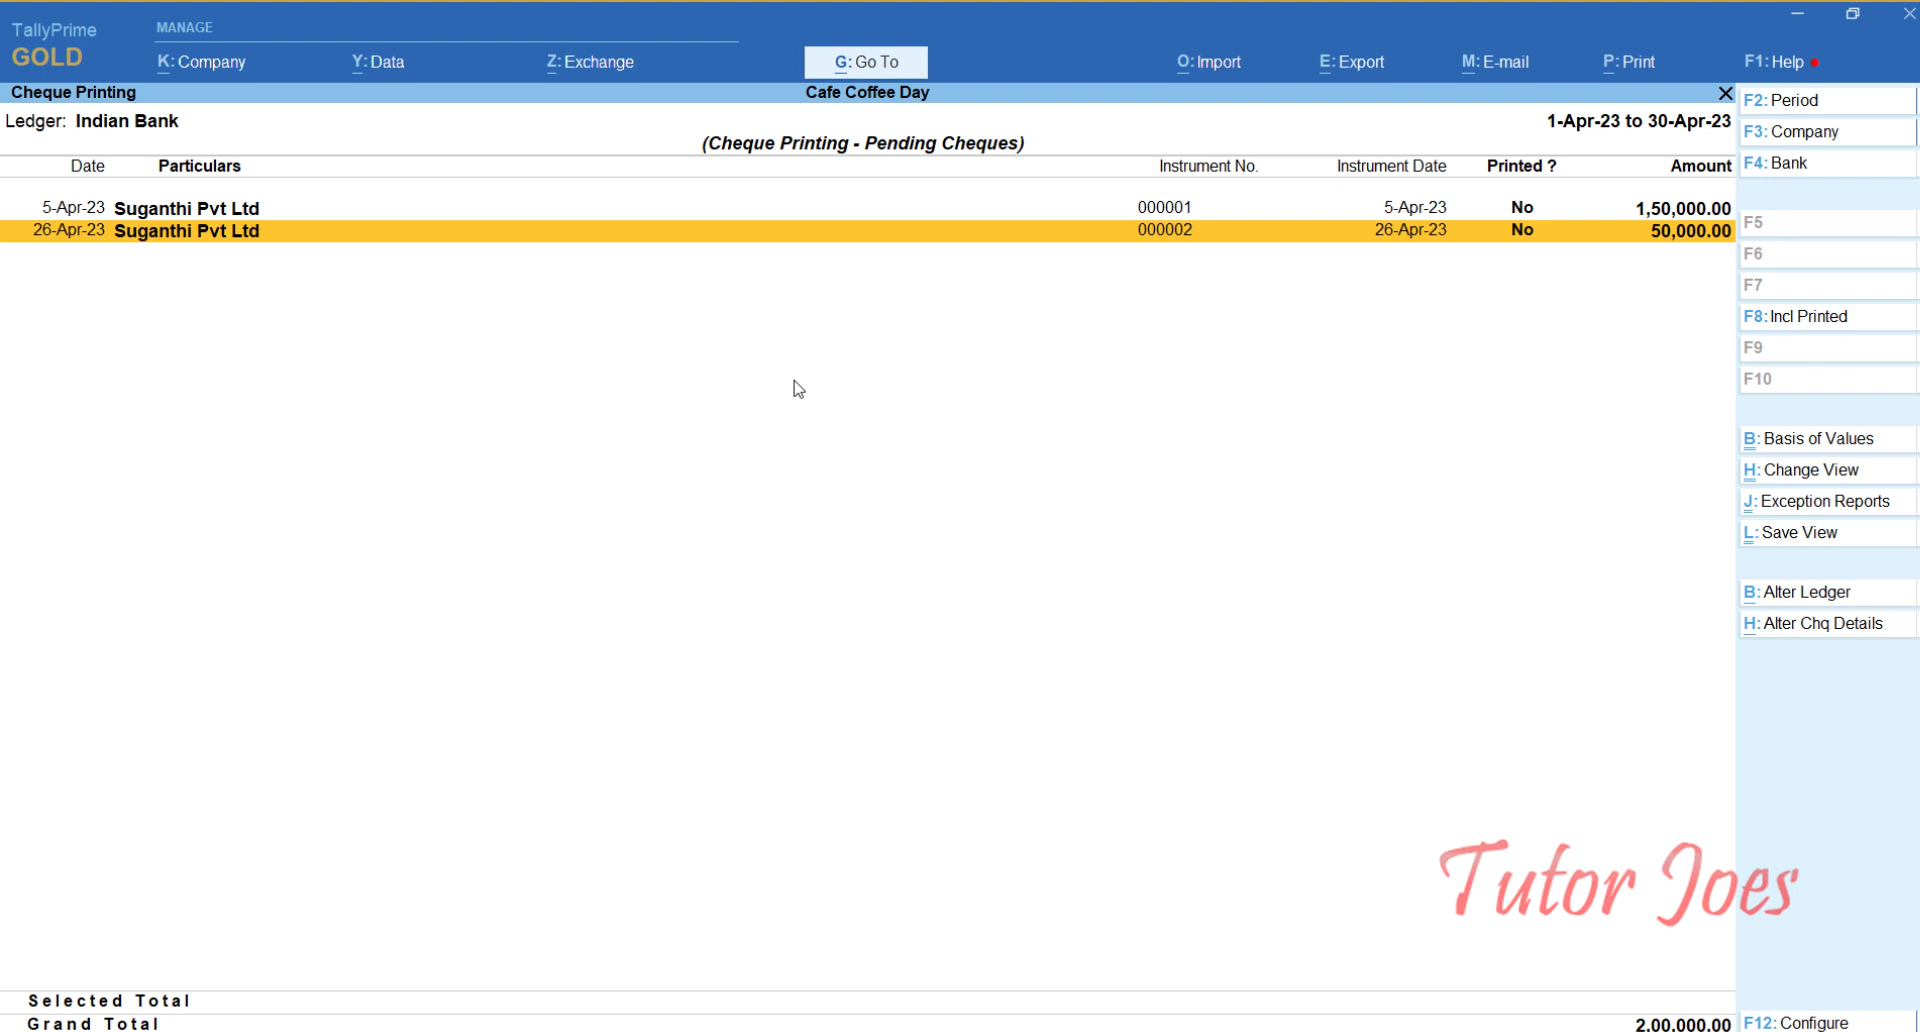 TallyPrime
GOLD
MANAGE
K: Company
Y: Data
Z: Exchange
G: Go To
O: Import
E: Export
M: E-mail
P: Print
F1: Help
Cheque Printing
Cafe Coffee Day
Ledger: Indian Bank
1-Apr-23 to 30-Apr-23
(Cheque Printing - Pending Cheques)
Date Particulars Instrument No. Instrument Date Printed ? Amount
5-Apr-23 Suganthi Pvt Ltd 000001 5-Apr-23 No 1,50,000.00
26-Apr-23 Suganthi Pvt Ltd 000002 26-Apr-23 No 50,000.00
Selected Total
Grand Total 2,00,000.00
F2: Period
F3: Company
F4: Bank
F5
F6
F7
F8: Incl Printed
F9
F10
B: Basis of Values
H: Change View
J: Exception Reports
L: Save View
B: Alter Ledger
H: Alter Chq Details
F12: Configure
Tutor Joes